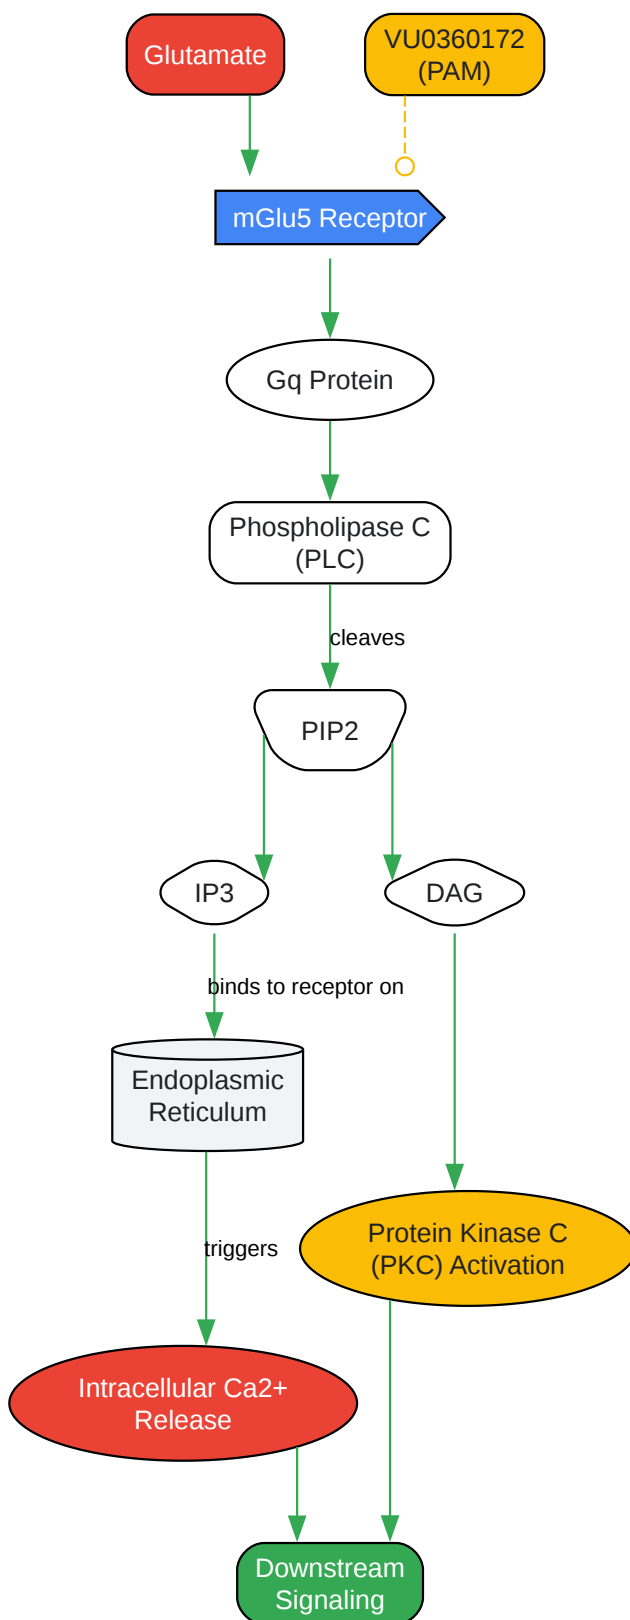 Glutamate
VU0360172
(PAM)
mGlu5 Receptor
Gq Protein
Phospholipase C
(PLC)
cleaves
PIP2
IP3
DAG
binds to receptor on
Endoplasmic
Reticulum
Protein Kinase C
(PKC) Activation
triggers
Intracellular Ca2+
Release
Downstream
Signaling